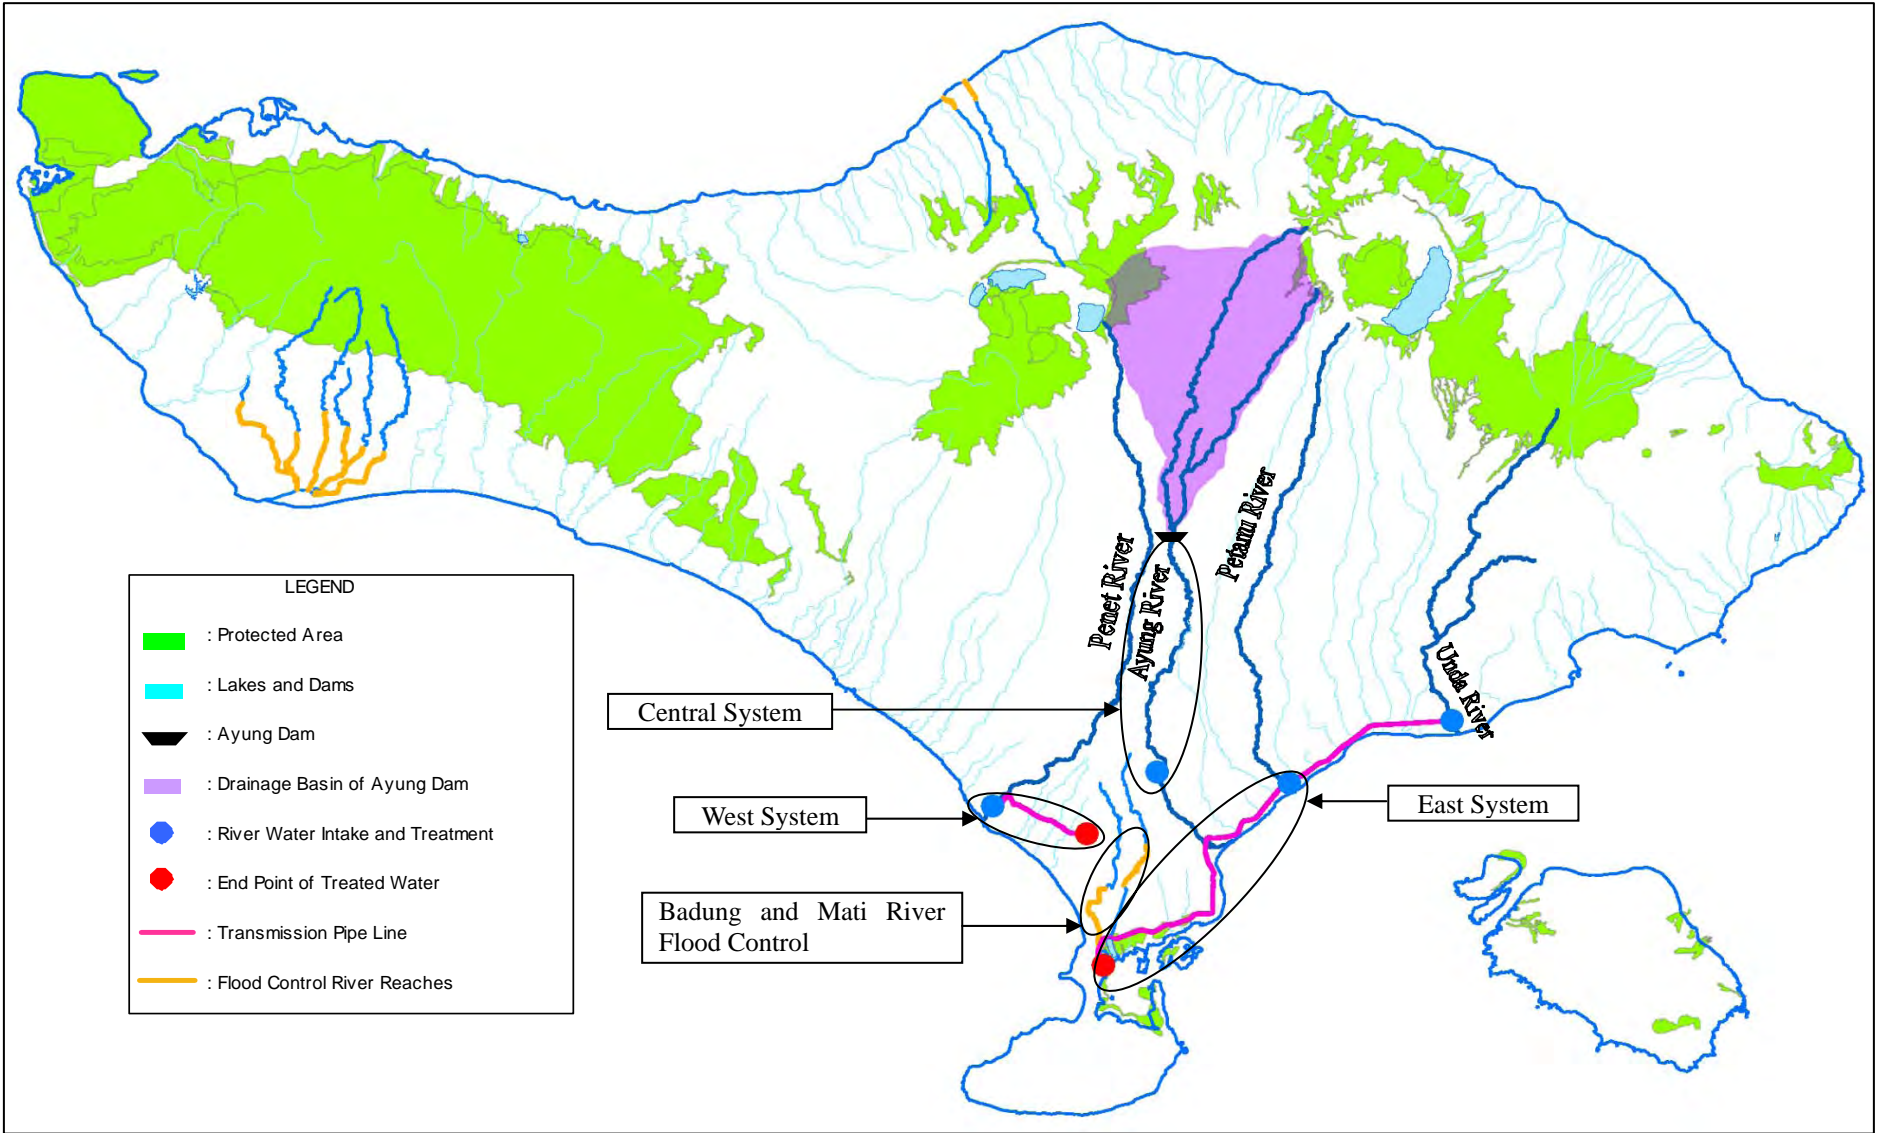 Penet River
Ayung River
Petanu River
Unda River
LEGEND
: Protected Area
: Lakes and Dams
: Ayung Dam
: Drainage Basin of Ayung Dam
: River Water Intake and Treatment
: End Point of Treated Water
: Transmission Pipe Line
: Flood Control River Reaches
Central System
West System
East System
Badung and Mati River
Flood Control